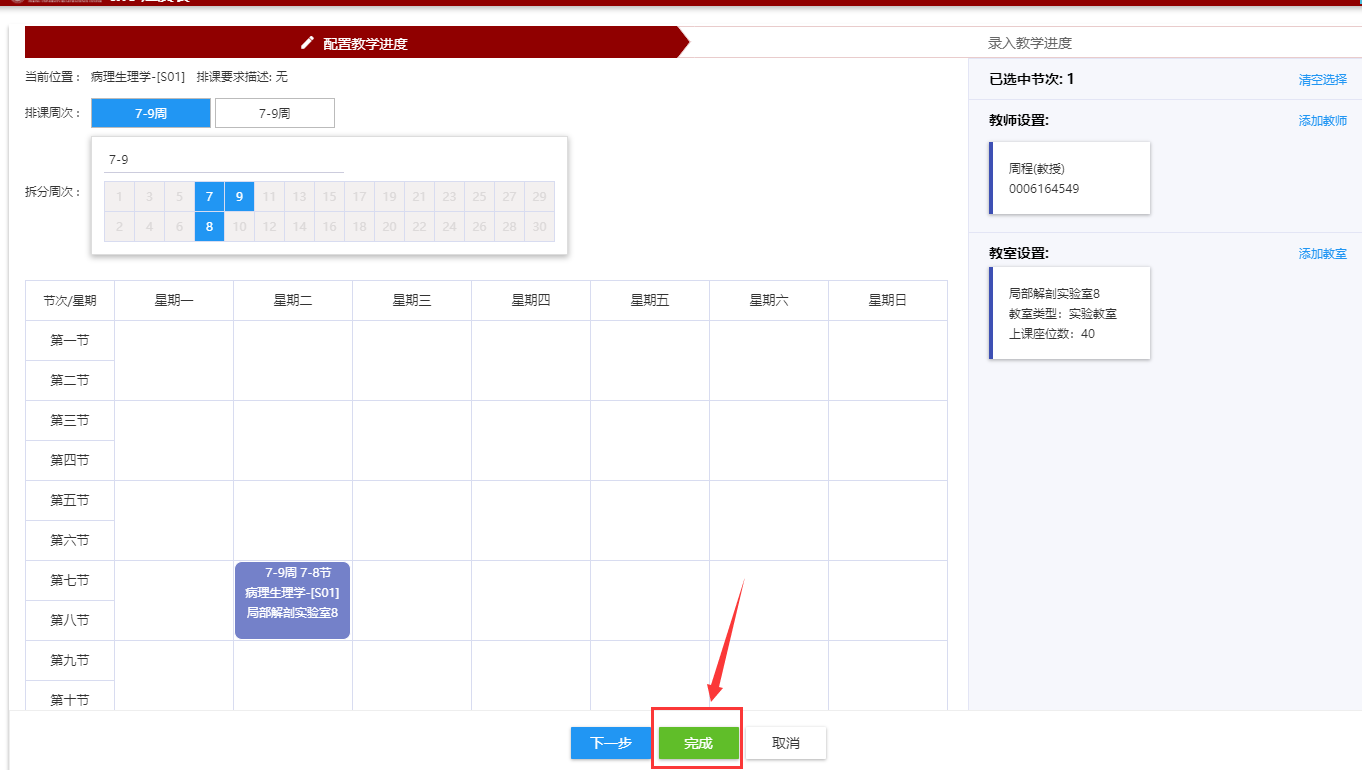 配置教学进度
录入教学进度
当前位置： 病理生理学-[S01] 排课要求描述: 无
排课周次： 7-9周 7-9周
7-9
拆分周次：
1 3 5 7 9 11 13 15 17 19 21 23 25 27 29
2 4 6 8 10 12 14 16 18 20 22 24 26 28 30
节次/星期 星期一 星期二 星期三 星期四 星期五 星期六 星期日
第一节
第二节
第三节
第四节
第五节
第六节
第七节
第八节
第九节
第十节
7-9周 7-8节
病理生理学-[S01]
局部解剖实验室8
已选中节次: 1 清空选择
教师设置: 添加教师
周程(教授)
0006164549
教室设置: 添加教室
局部解剖实验室8
教室类型：实验教室
上课座位数：40
下一步 完成 取消